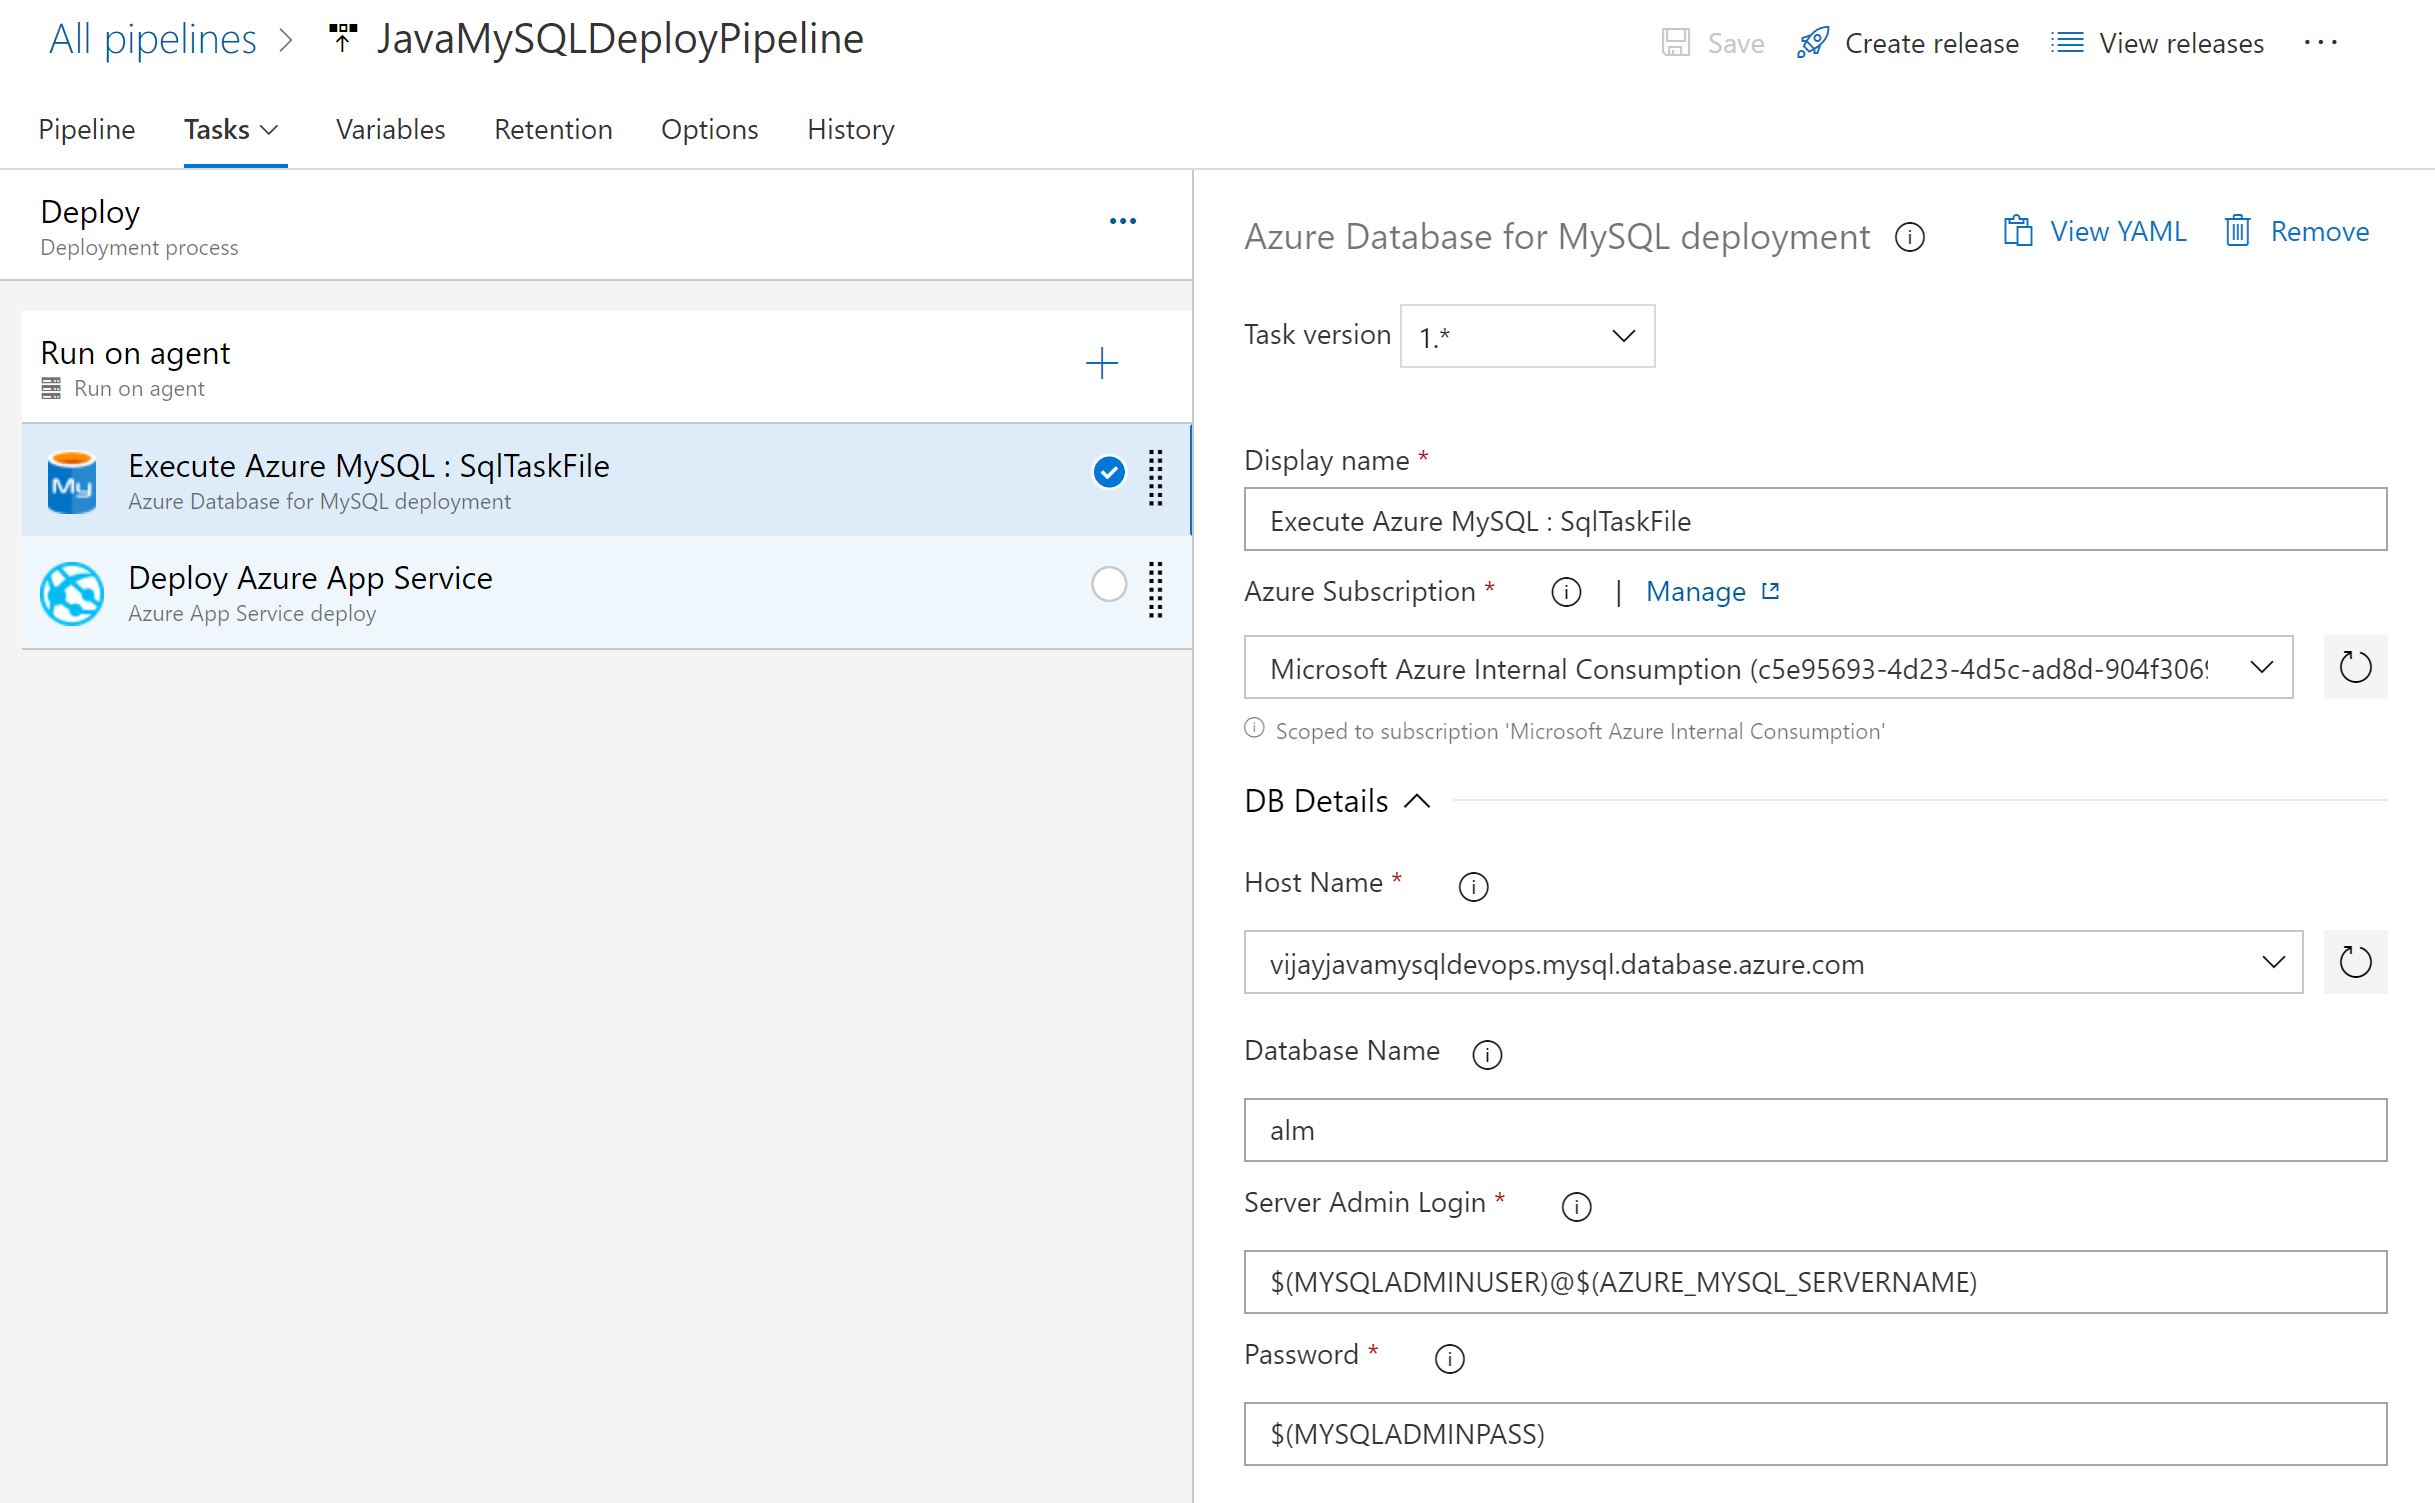 All pipelines > JavaMySQLDeployPipeline
Save Create release View releases ...
Pipeline Tasks Variables Retention Options History
Deploy
Deployment process
Run on agent
Run on agent
My
Execute Azure MySQL : SqlTaskFile
Azure Database for MySQL deployment
Deploy Azure App Service
Azure App Service deploy
Azure Database for MySQL deployment
View YAML Remove
Task version 1.*
Display name *
Execute Azure MySQL : SqlTaskFile
Azure Subscription * | Manage
Microsoft Azure Internal Consumption (c5e95693-4d23-4d5c-ad8d-904f3069
Scoped to subscription 'Microsoft Azure Internal Consumption'
DB Details
Host Name *
vijayjavamysqldevops.mysql.database.azure.com
Database Name
alm
Server Admin Login *
$(MYSQLADMINUSER)@$(AZURE_MYSQL_SERVERNAME)
Password *
$(MYSQLADMINPASS)